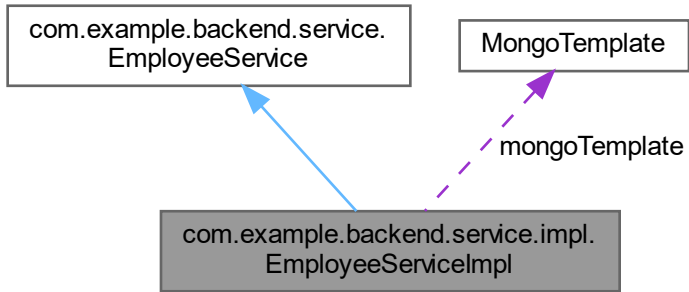 com.example.backend.service.
EmployeeService
MongoTemplate
mongoTemplate
com.example.backend.service.impl.
EmployeeServiceImpl